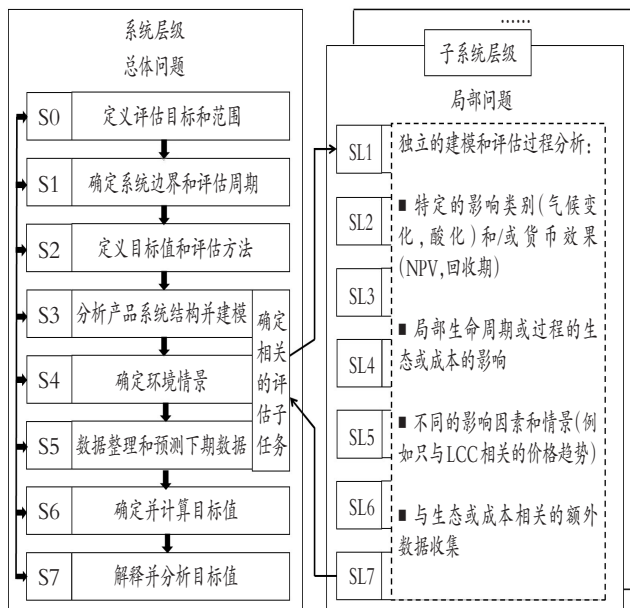 系统层级
总体问题
S0 定义评估目标和范围
S1 确定系统边界和评估周期
S2 定义目标值和评估方法
S3 分析产品系统结构并建模
S4 确定环境情景
S5 数据整理和预测下期数据
S6 确定并计算目标值
S7 解释并分析目标值
确定
相关
的评
估子
任务
……
子系统层级
局部问题
SL1
SL2
SL3
SL4
SL5
SL6
SL7
独立的建模和评估过程分析:
■ 特定的影响类别(气候变
化,酸化)和/或货币效果
(NPV,回收期)
■ 局部生命周期或过程的生
态或成本的影响
■ 不同的影响因素和情景(例
如只与LCC相关的价格趋势)
■ 与生态或成本相关的额外
数据收集